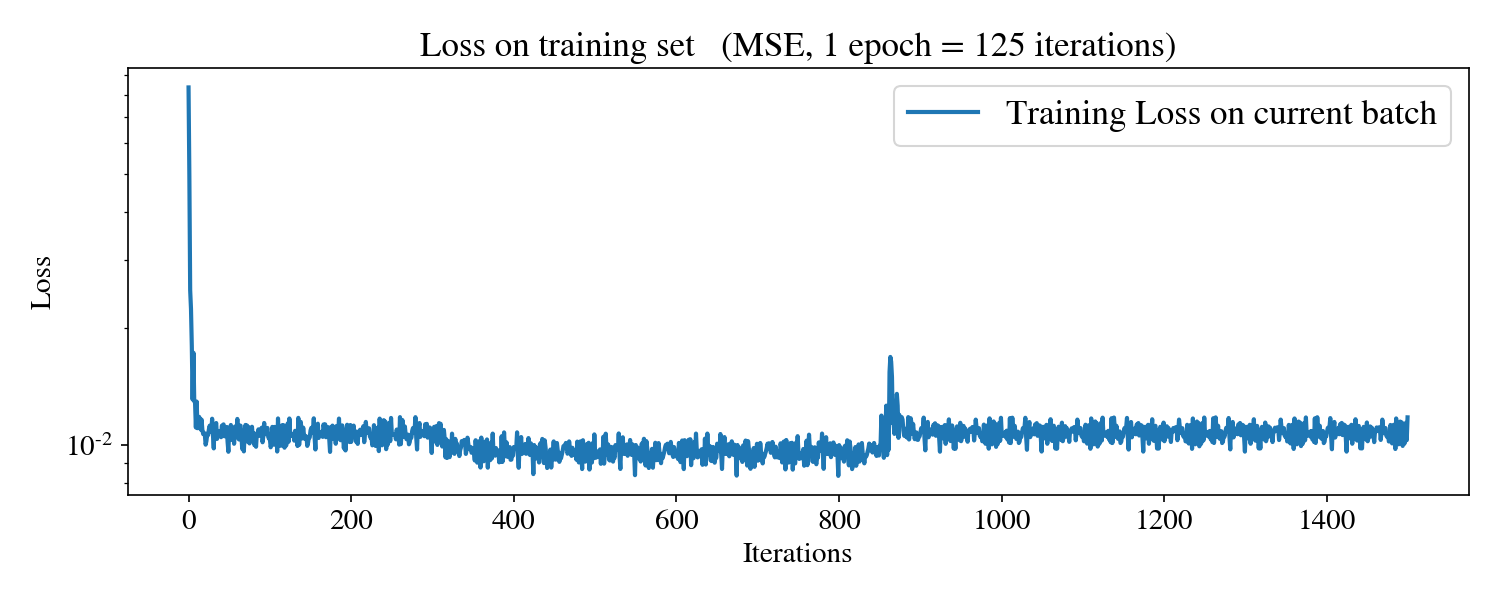 Loss on training set (MSE, 1 epoch = 125 iterations)
Training Loss on current batch
Loss
10⁻²
0 200 400 600 800 1000 1200 1400
Iterations